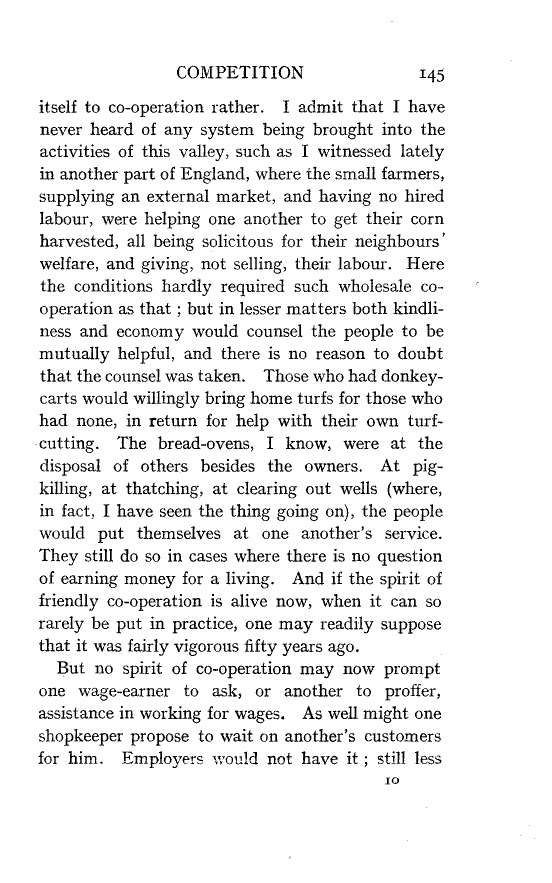 COMPETITION 145
itself to co-operation rather. I admit that I have
never heard of any system being brought into the
activities of this valley, such as I witnessed lately
in another part of England, where the small farmers,
supplying an external market, and having no hired
labour, were helping one another to get their corn
harvested, all being solicitous for their neighbours'
welfare, and giving, not selling, their labour. Here
the conditions hardly required such wholesale co-
operation as that ; but in lesser matters both kindli-
ness and economy would counsel the people to be
mutually helpful, and there is no reason to doubt
that the counsel was taken. Those who had donkey-
carts would willingly bring home turfs for those who
had none, in return for help with their own turf-
cutting. The bread-ovens, I know, were at the
disposal of others besides the owners. At pig-
killing, at thatching, at clearing out wells (where,
in fact, I have seen the thing going on), the people
would put themselves at one another's service.
They still do so in cases where there is no question
of earning money for a living. And if the spirit of
friendly co-operation is alive now, when it can so
rarely be put in practice, one may readily suppose
that it was fairly vigorous fifty years ago.
But no spirit of co-operation may now prompt
one wage-earner to ask, or another to proffer,
assistance in working for wages. As well might one
shopkeeper propose to wait on another's customers
for him. Employers would not have it ; still less
10